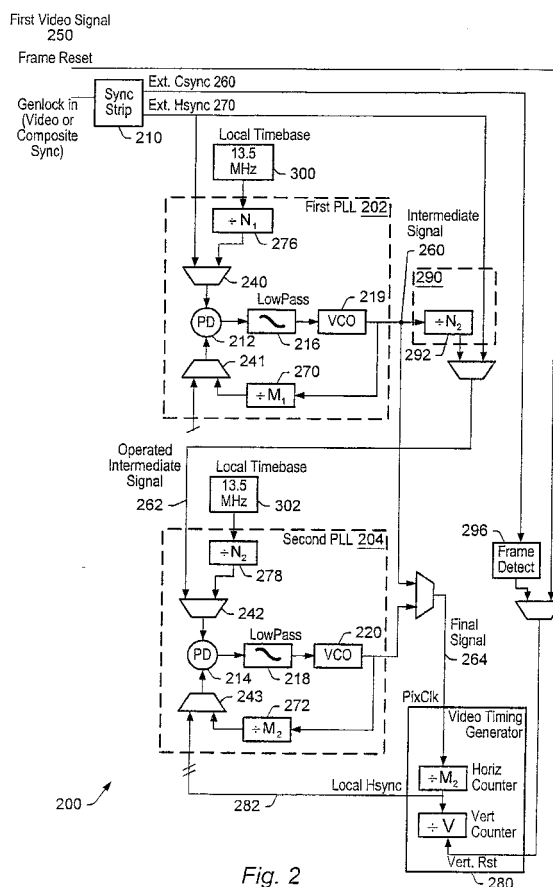 First Video Signal
250
Frame Reset
Ext. Csync 260
Ext. Hsync 270
Sync
Strip
210
Genlock in
(Video or
Composite
Sync)
Local Timebase
13.5
MHz
300
First PLL 202
÷ N1
276
Intermediate
Signal
260
290
240
LowPass
219
PD
212
216
VCO
÷ N2
292
241
270
÷ M1
Operated
Intermediate
Signal
262
Local Timebase
13.5
MHz
302
Second PLL 204
÷ N2
278
296
Frame
Detect
242
LowPass
220
PD
214
218
VCO
Final
Signal
264
243
272
÷ M2
PixClk
Video Timing
Generator
÷ M2
Horiz
Counter
Local Hsync
282
÷ V
Vert
Counter
Vert. Rst
280
200
Fig. 2